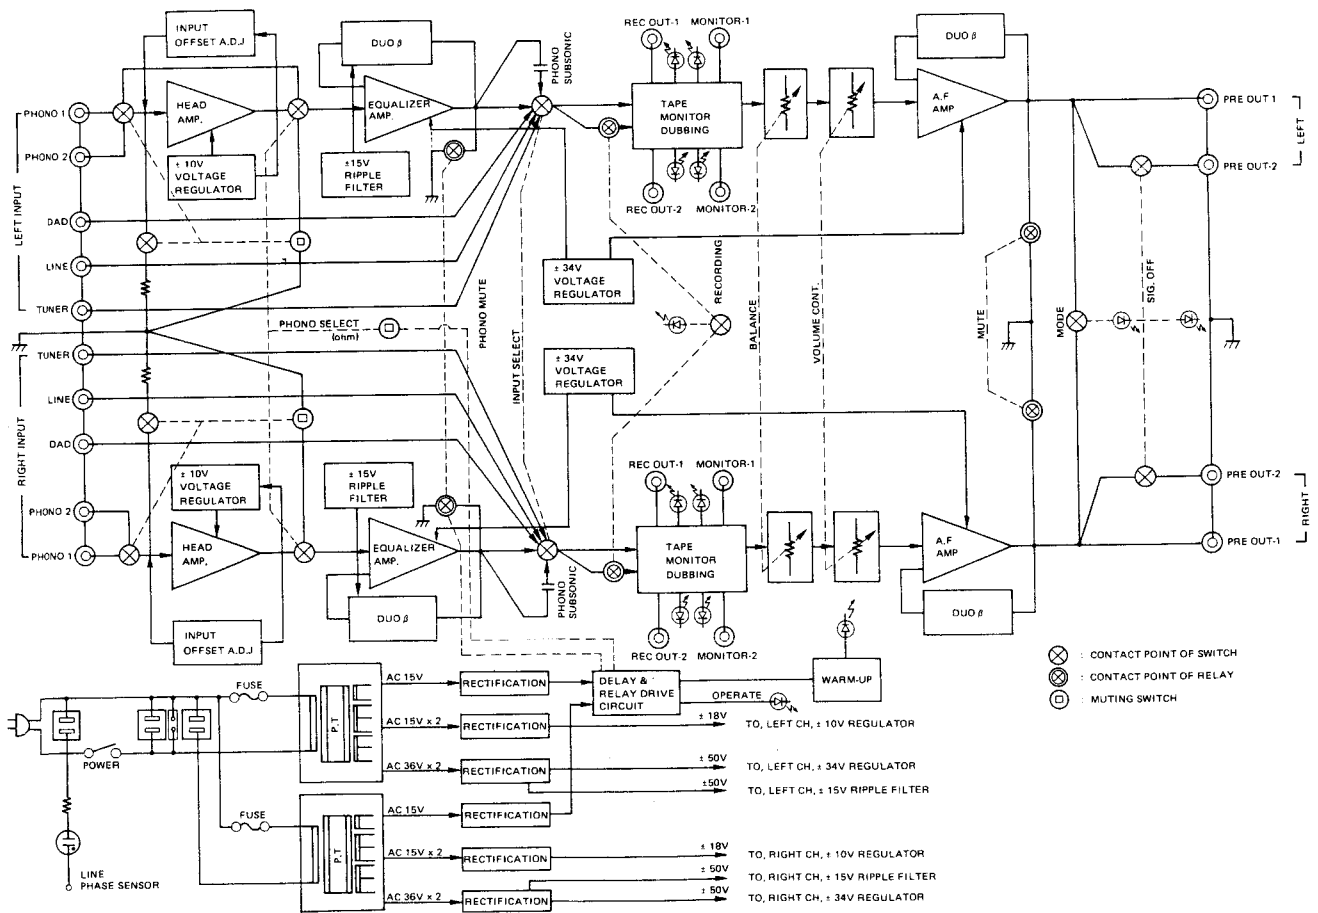 REC OUT-1 MONITOR-1
INPUT
OFFSET A.D.J
DUO β
PHONO
SUBSONIC
DUO β
PHONO 1
HEAD
AMP.
EQUALIZER
AMP.
TAPE
MONITOR
DUBBING
A.F
AMP
PRE OUT 1
LEFT
PHONO 2
± 10V
VOLTAGE
REGULATOR
±15V
RIPPLE
FILTER
PRE OUT-2
REC OUT-2 MONITOR-2
LEFT INPUT
DAD
LINE
TUNER
± 34V
VOLTAGE
REGULATOR
RECORDING
PHONO SELECT
(ohm)
PHONO MUTE
INPUT SELECT
BALANCE
VOLUME CONT.
MUTE
MODE
SIG. OFF
TUNER
LINE
DAD
RIGHT INPUT
± 34V
VOLTAGE
REGULATOR
± 10V
VOLTAGE
REGULATOR
± 15V
RIPPLE
FILTER
REC OUT-1 MONITOR-1
PRE OUT-2
RIGHT
PHONO 2
PHONO 1
HEAD
AMP.
EQUALIZER
AMP.
TAPE
MONITOR
DUBBING
A.F
AMP
PRE OUT-1
PHONO
SUBSONIC
DUO β
DUO β
INPUT
OFFSET A.D.J
REC OUT-2 MONITOR-2
: CONTACT POINT OF SWITCH
: CONTACT POINT OF RELAY
: MUTING SWITCH
FUSE
P.T
AC 15V
RECTIFICATION
DELAY &
RELAY DRIVE
CIRCUIT
WARM-UP
OPERATE
AC 15V x 2
RECTIFICATION
± 18V
TO, LEFT CH, ± 10V REGULATOR
POWER
AC 36V x 2
RECTIFICATION
± 50V
TO, LEFT CH, ± 34V REGULATOR
±50V
TO, LEFT CH, ± 15V RIPPLE FILTER
FUSE
P.T
AC 15V
RECTIFICATION
AC 15V x 2
RECTIFICATION
± 18V
TO, RIGHT CH, ± 10V REGULATOR
± 50V
TO, RIGHT CH, ± 15V RIPPLE FILTER
AC 36V x 2
RECTIFICATION
± 50V
TO, RIGHT CH, ± 34V REGULATOR
LINE
PHASE SENSOR